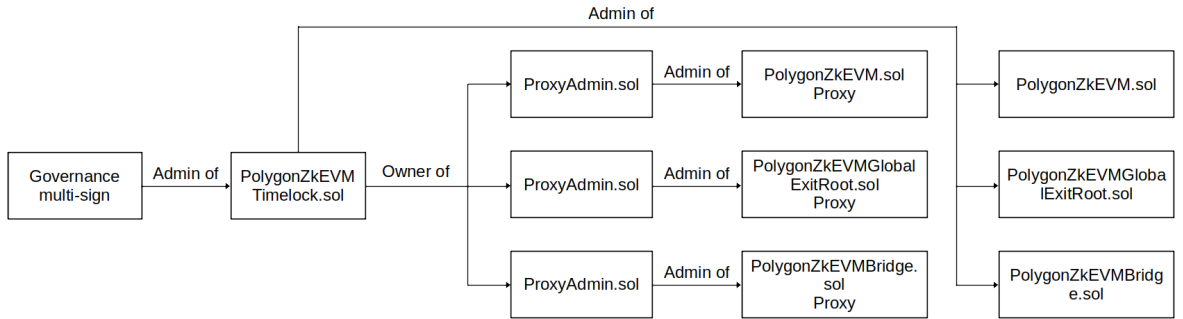 Admin of
ProxyAdmin.sol
Admin of
PolygonZkEVM.sol
Proxy
PolygonZkEVM.sol
Governance
multi-sign
Admin of
PolygonZkEVM
Timelock.sol
Owner of
ProxyAdmin.sol
Admin of
PolygonZkEVMGlobal
ExitRoot.sol
Proxy
PolygonZkEVMGloba
lExitRoot.sol
ProxyAdmin.sol
Admin of
PolygonZkEVMBridge.
sol
Proxy
PolygonZkEVMBridg
e.sol